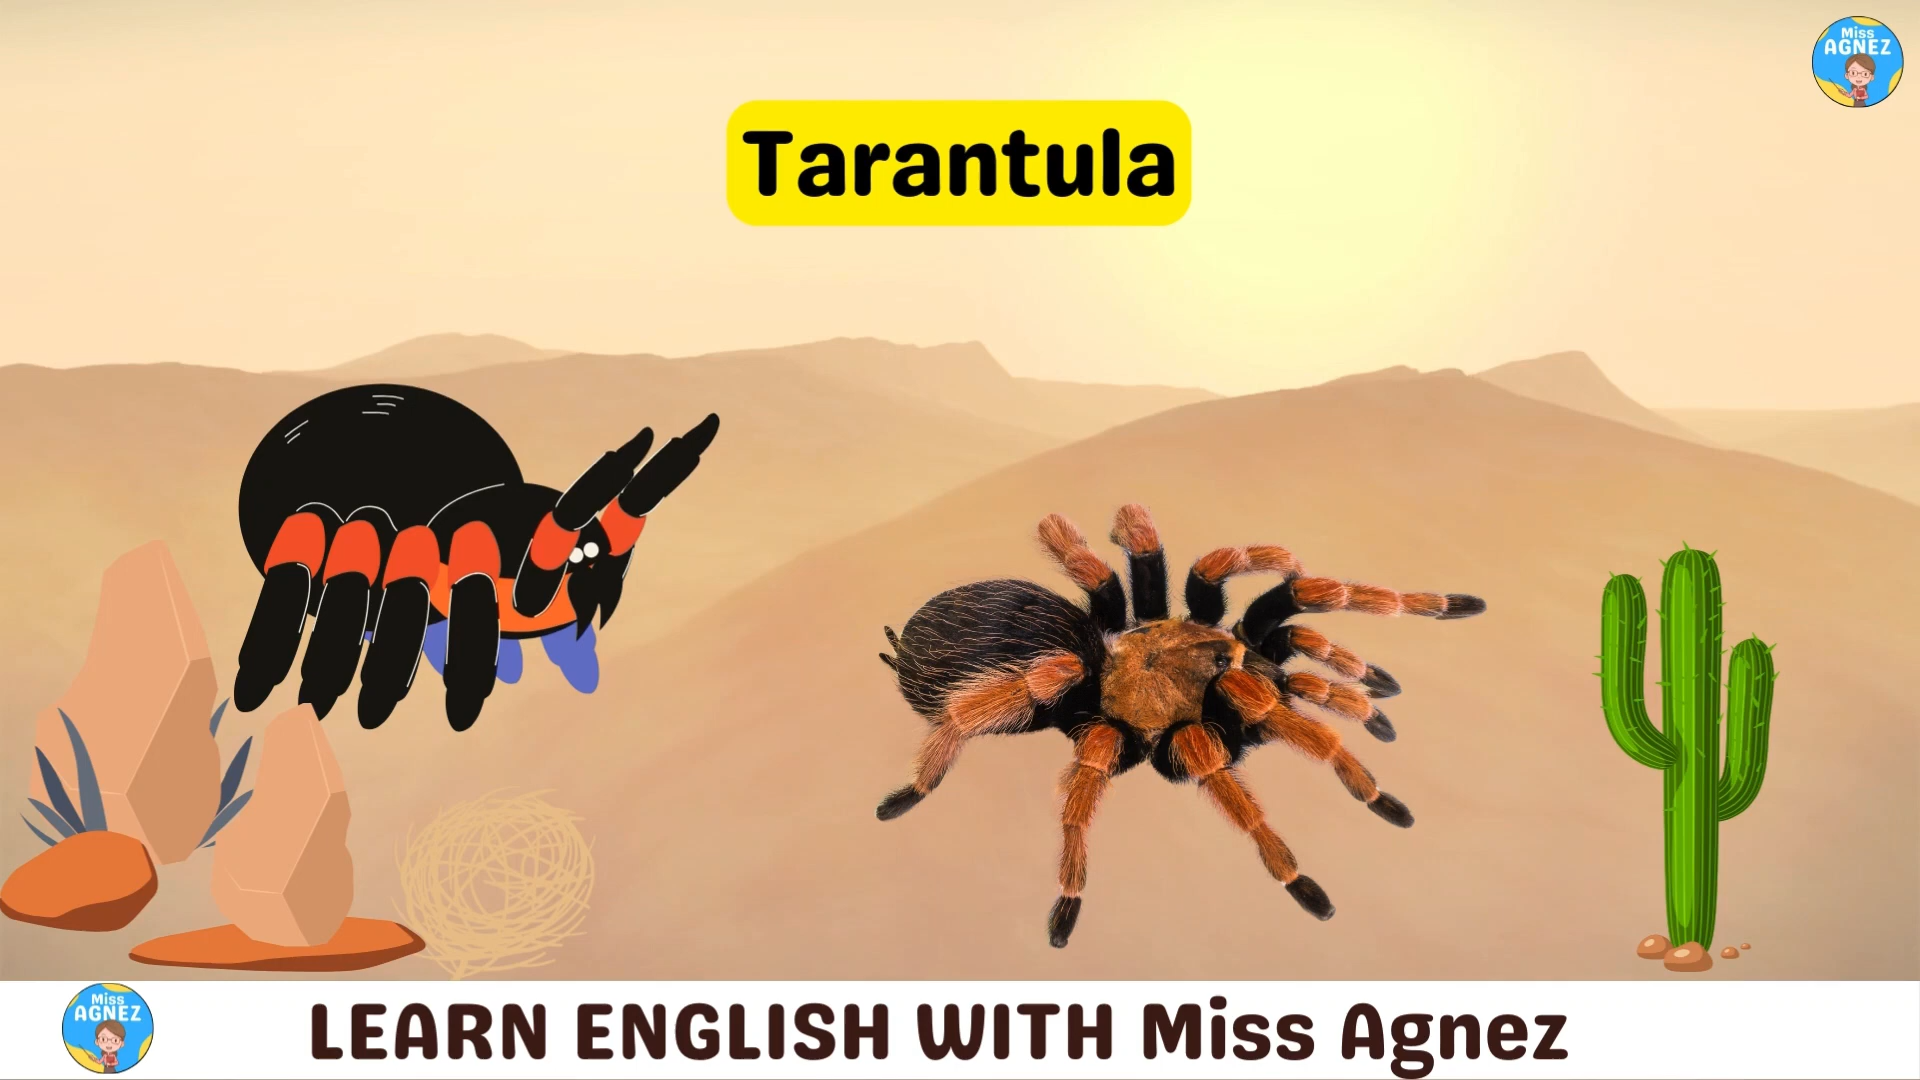 Miss
AGNEZ
Tarantula
Miss
AGNEZ
LEARN ENGLISH WITH Miss Agnez